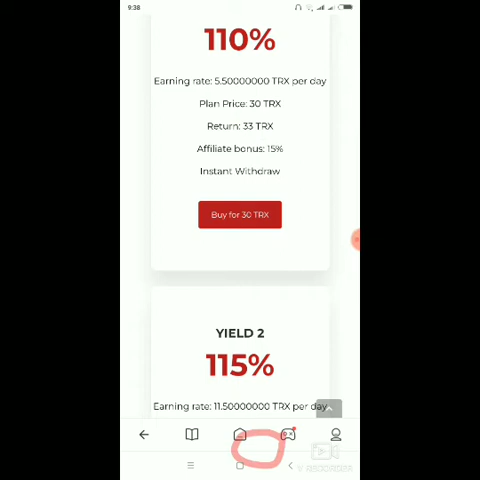 9:38
110%
Earning rate: 5.50000000 TRX per day
Plan Price: 30 TRX
Return: 33 TRX
Affiliate bonus: 15%
Instant Withdraw
Buy for 30 TRX
YIELD 2
115%
Earning rate: 11.50000000 TRX per day
V RECORDER